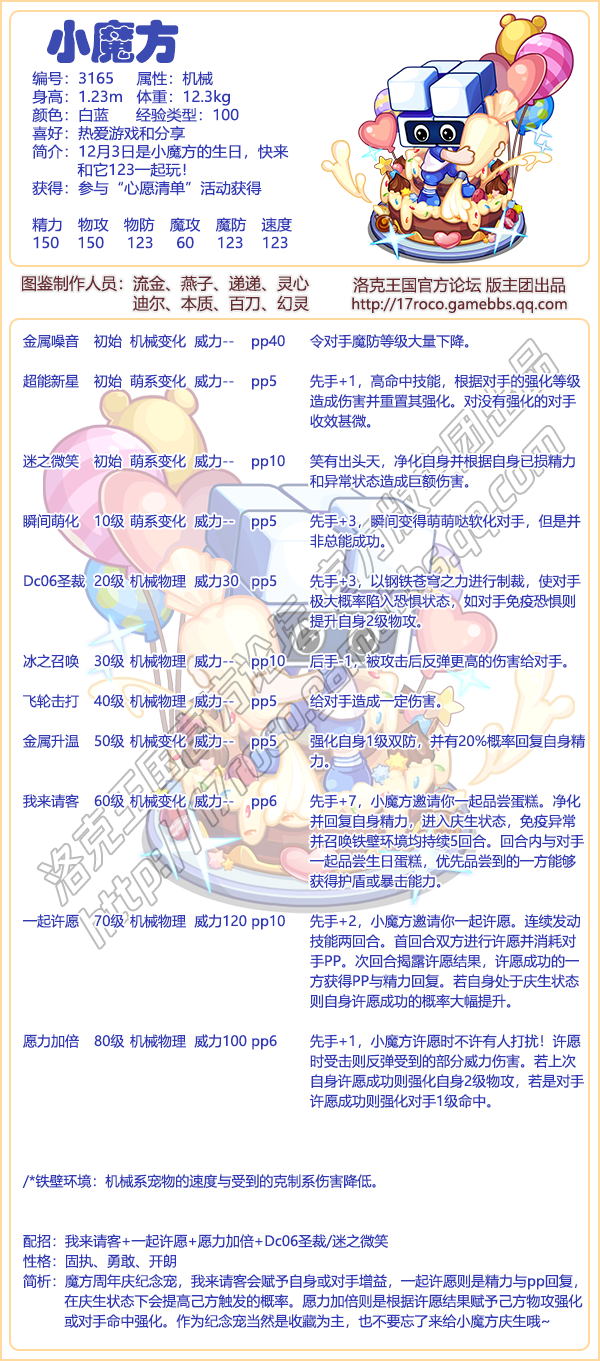 小魔方
编号：3165 属性：机械
身高：1.23m 体重：12.3kg
颜色：白蓝 经验类型：100
喜好：热爱游戏和分享
简介：12月3日是小魔方的生日，快来
和它123一起玩！
获得：参与“心愿清单”活动获得
精力 物攻 物防 魔攻 魔防 速度
150 150 123 60 123 123
图鉴制作人员：流金、燕子、递递、灵心
迪尔、本质、百刀、幻灵
洛克王国官方论坛 版主团出品
http://17roco.gamebbs.qq.com
金属噪音 初始 机械变化 威力-- pp40 令对手魔防等级大量下降。
超能新星 初始 萌系变化 威力-- pp5 先手+1，高命中技能，根据对手的强化等级
造成伤害并重置其强化。对没有强化的对手
收效甚微。
迷之微笑 初始 萌系变化 威力-- pp10 笑有出头天，净化自身并根据自身已损精力
和异常状态造成巨额伤害。
瞬间萌化 10级 萌系变化 威力-- pp5 先手+3，瞬间变得萌萌哒软化对手，但是并
非总能成功。
Dc06圣裁 20级 机械物理 威力30 pp5 先手+3，以钢铁苍穹之力进行制裁，使对手
极大概率陷入恐惧状态，如对手免疫恐惧则
提升自身2级物攻。
冰之召唤 30级 机械物理 威力-- pp10 后手-1，被攻击后反弹更高的伤害给对手。
飞轮击打 40级 机械物理 威力-- pp5 给对手造成一定伤害。
金属升温 50级 机械变化 威力-- pp5 强化自身1级双防，并有20%概率回复自身精
力。
我来请客 60级 机械变化 威力-- pp6 先手+7，小魔方邀请你一起品尝蛋糕。净化
并回复自身精力，进入庆生状态，免疫异常
并召唤铁壁环境均持续5回合。回合内与对手
一起品尝生日蛋糕，优先品尝到的一方能够
获得护盾或暴击能力。
一起许愿 70级 机械物理 威力120 pp10 先手+2，小魔方邀请你一起许愿。连续发动
技能两回合。首回合双方进行许愿并消耗对
手PP。次回合揭露许愿结果，许愿成功的一
方获得PP与精力回复。若自身处于庆生状态
则自身许愿成功的概率大幅提升。
愿力加倍 80级 机械物理 威力100 pp6 先手+1，小魔方许愿时不许有人打扰！许愿
时受击则反弹受到的部分威力伤害。若上次
自身许愿成功则强化自身2级物攻，若是对手
许愿成功则强化对手1级命中。
洛克王国官方论坛 版主团出品
http://17roco.gamebbs.qq.com
/*铁壁环境：机械系宠物的速度与受到的克制系伤害降低。
配招：我来请客+一起许愿+愿力加倍+Dc06圣裁/迷之微笑
性格：固执、勇敢、开朗
简析：魔方周年庆纪念宠，我来请客会赋予自身或对手增益，一起许愿则是精力与pp回复，
在庆生状态下会提高己方触发的概率。愿力加倍则是根据许愿结果赋予己方物攻强化
或对手命中强化。作为纪念宠当然是收藏为主，也不要忘了来给小魔方庆生哦~